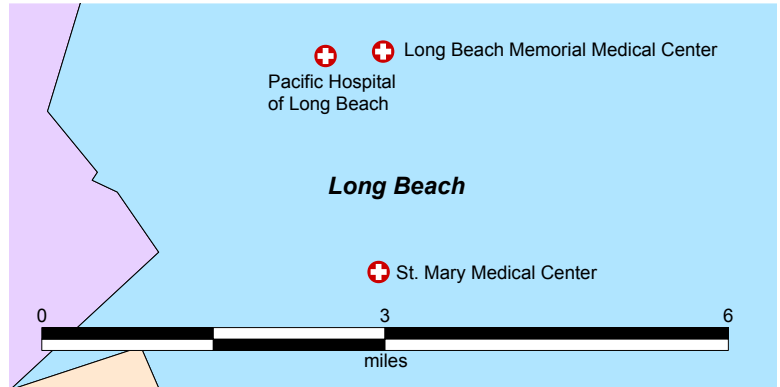 Long Beach Memorial Medical Center
Pacific Hospital
of Long Beach
Long Beach
St. Mary Medical Center
0 3 6
miles